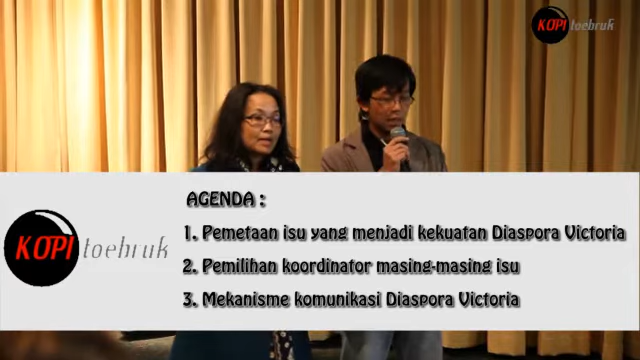 KOPI toebruk
AGENDA :
1. Pemetaan isu yang menjadi kekuatan Diaspora Victoria
KOPI toebruk
2. Pemilihan koordinator masing-masing isu
3. Mekanisme komunikasi Diaspora Victoria